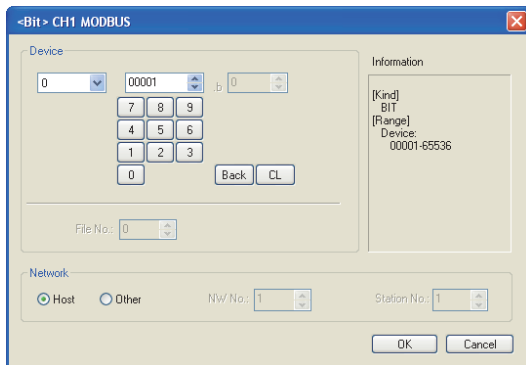 <Bit> CH1 MODBUS
Device
0 00001 .b 0
7 8 9
4 5 6
1 2 3
0 Back CL
File No.: 0
Information
[Kind]
BIT
[Range]
Device:
00001-65536
Network
Host Other NW No.: 1 Station No.: 1
OK Cancel